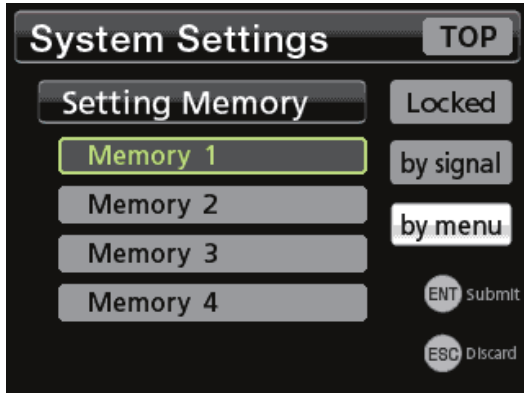 System Settings TOP
Setting Memory Locked
Memory 1 by signal
Memory 2
by menu
Memory 3
Memory 4
ENT Submit
ESC Discard